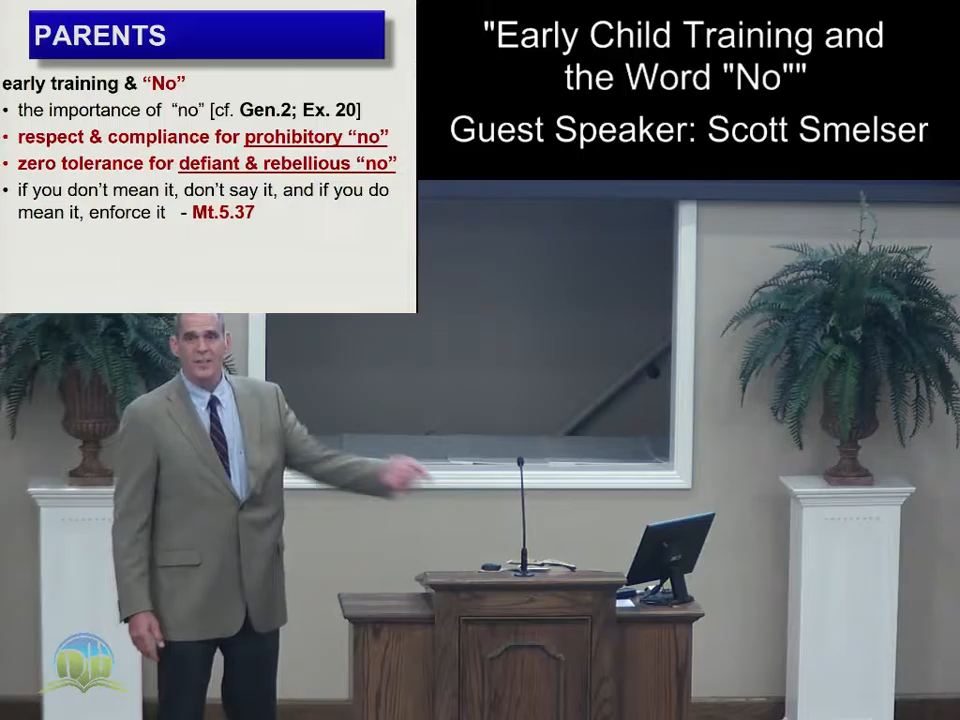 PARENTS
early training & “No”
• the importance of “no” [cf. Gen.2; Ex. 20]
• respect & compliance for prohibitory “no”
• zero tolerance for defiant & rebellious “no”
• if you don’t mean it, don’t say it, and if you do
mean it, enforce it - Mt.5.37
"Early Child Training and
the Word "No""
Guest Speaker: Scott Smelser